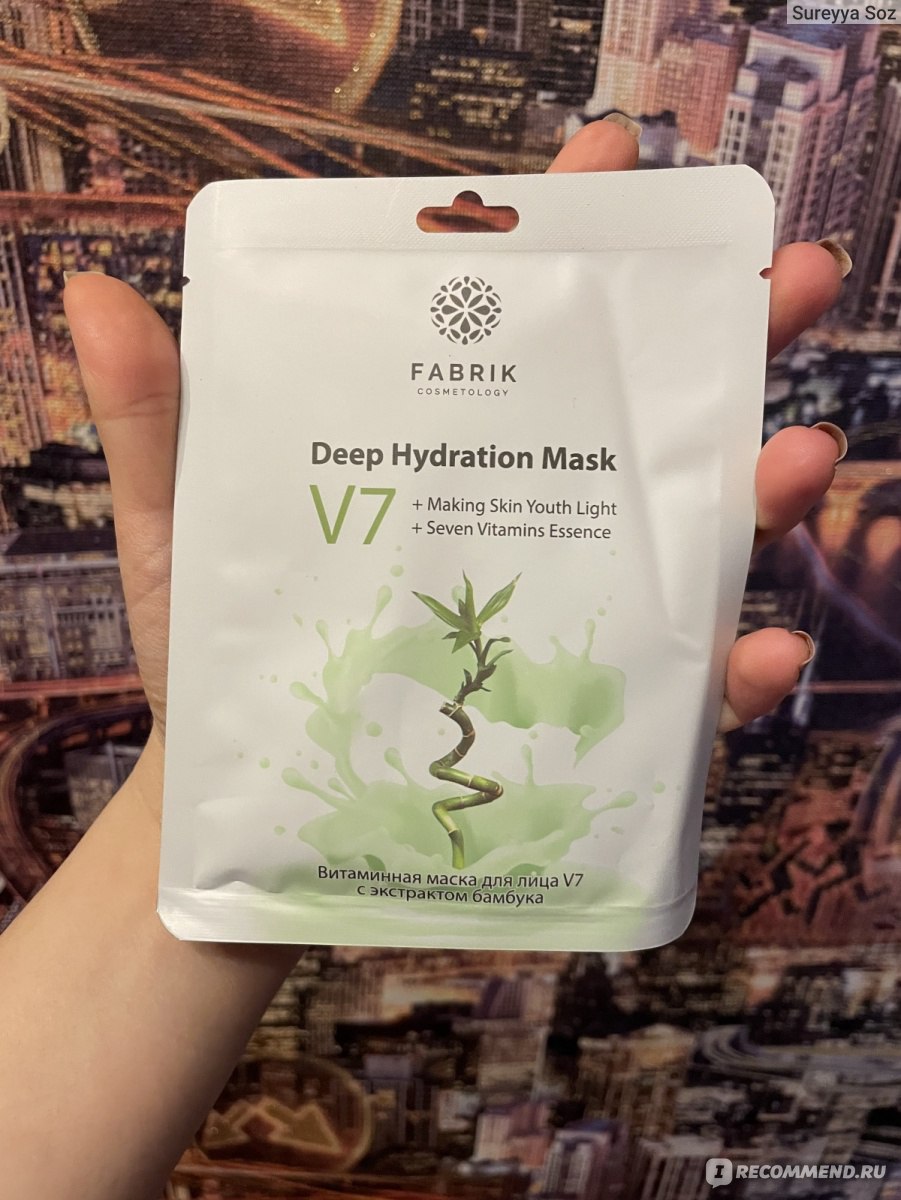 Sureyya Soz
FABRIK
COSMETOLOGY
Deep Hydration Mask
V7
+ Making Skin Youth Light
+ Seven Vitamins Essence
Витаминная маска для лица V7
с экстрактом бамбука
IRECOMMEND.RU